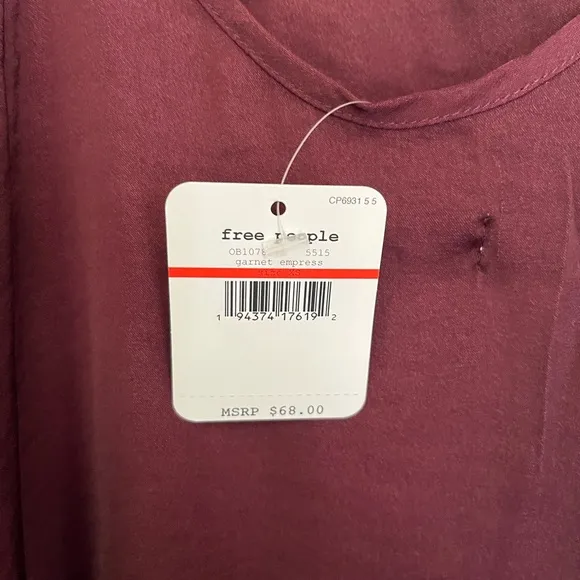 CP6931 5 5
free people
5515
garnet empress
1 94374 17619 2
MSRP $68.00